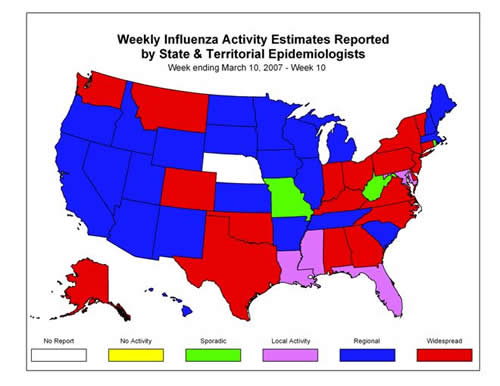 Weekly Influenza Activity Estimates Reported
by State & Territorial Epidemiologists
Week ending March 10, 2007 - Week 10
No Report
No Activity
Sporadic
Local Activity
Regional
Widespread